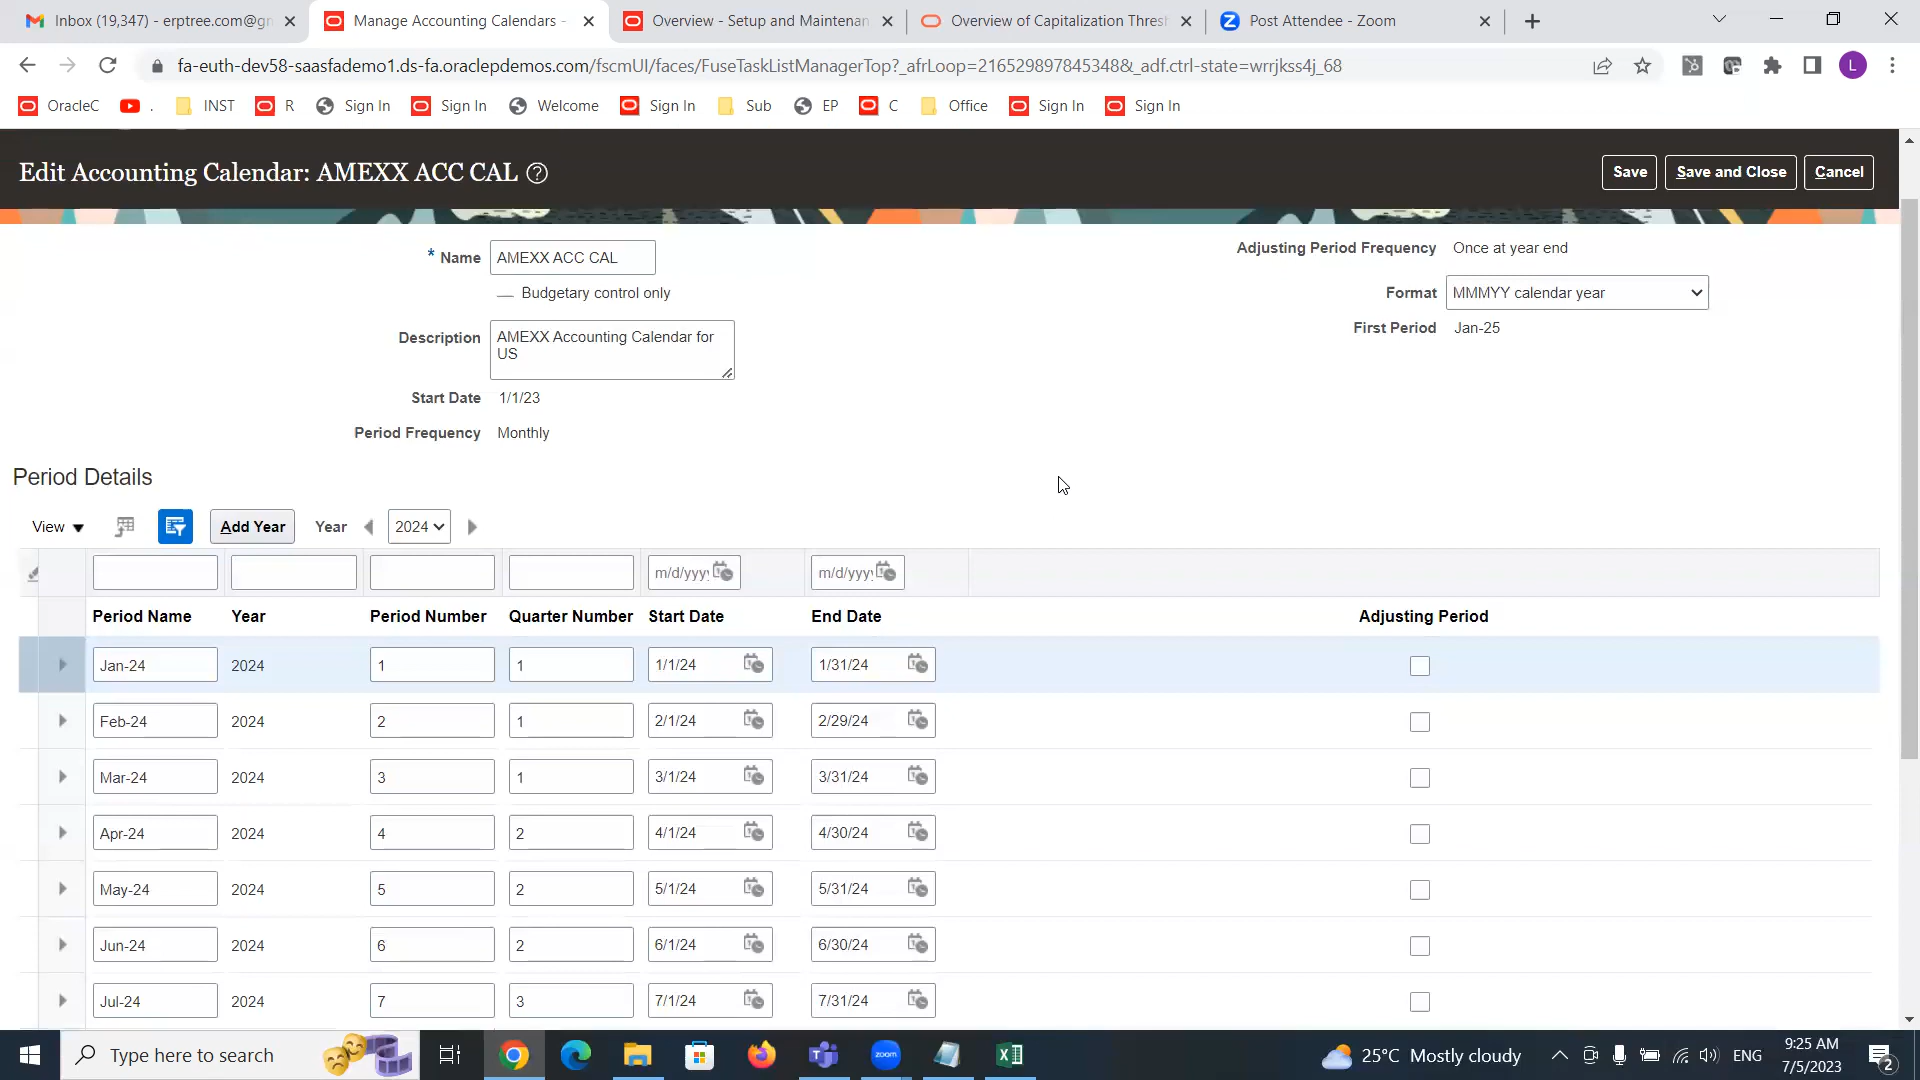 Inbox (19,347) - erptree.com@gr
Manage Accounting Calendars -
Overview - Setup and Maintenan
Overview of Capitalization Thresh
Post Attendee - Zoom
fa-euth-dev58-saasfademo1.ds-fa.oraclepdemos.com/fscmUI/faces/FuseTaskListManagerTop?_afrLoop=216529897845348&_adf.ctrl-state=wrrjkss4j_68
L
OracleC . INST R Sign In Sign In Welcome Sign In Sub EP C Office Sign In Sign In
Edit Accounting Calendar: AMEXX ACC CAL ?
Save Save and Close Cancel
* Name AMEXX ACC CAL
Budgetary control only
Description AMEXX Accounting Calendar for
US
Start Date 1/1/23
Period Frequency Monthly
Adjusting Period Frequency Once at year end
Format MMMYY calendar year
First Period Jan-25
Period Details
View Add Year Year 2024
m/d/yyyy m/d/yyyy
Period Name Year Period Number Quarter Number Start Date End Date Adjusting Period
Jan-24 2024 1 1 1/1/24 1/31/24
Feb-24 2024 2 1 2/1/24 2/29/24
Mar-24 2024 3 1 3/1/24 3/31/24
Apr-24 2024 4 2 4/1/24 4/30/24
May-24 2024 5 2 5/1/24 5/31/24
Jun-24 2024 6 2 6/1/24 6/30/24
Jul-24 2024 7 3 7/1/24 7/31/24
Type here to search
zoom
25°C Mostly cloudy
ENG
9:25 AM
7/5/2023
2